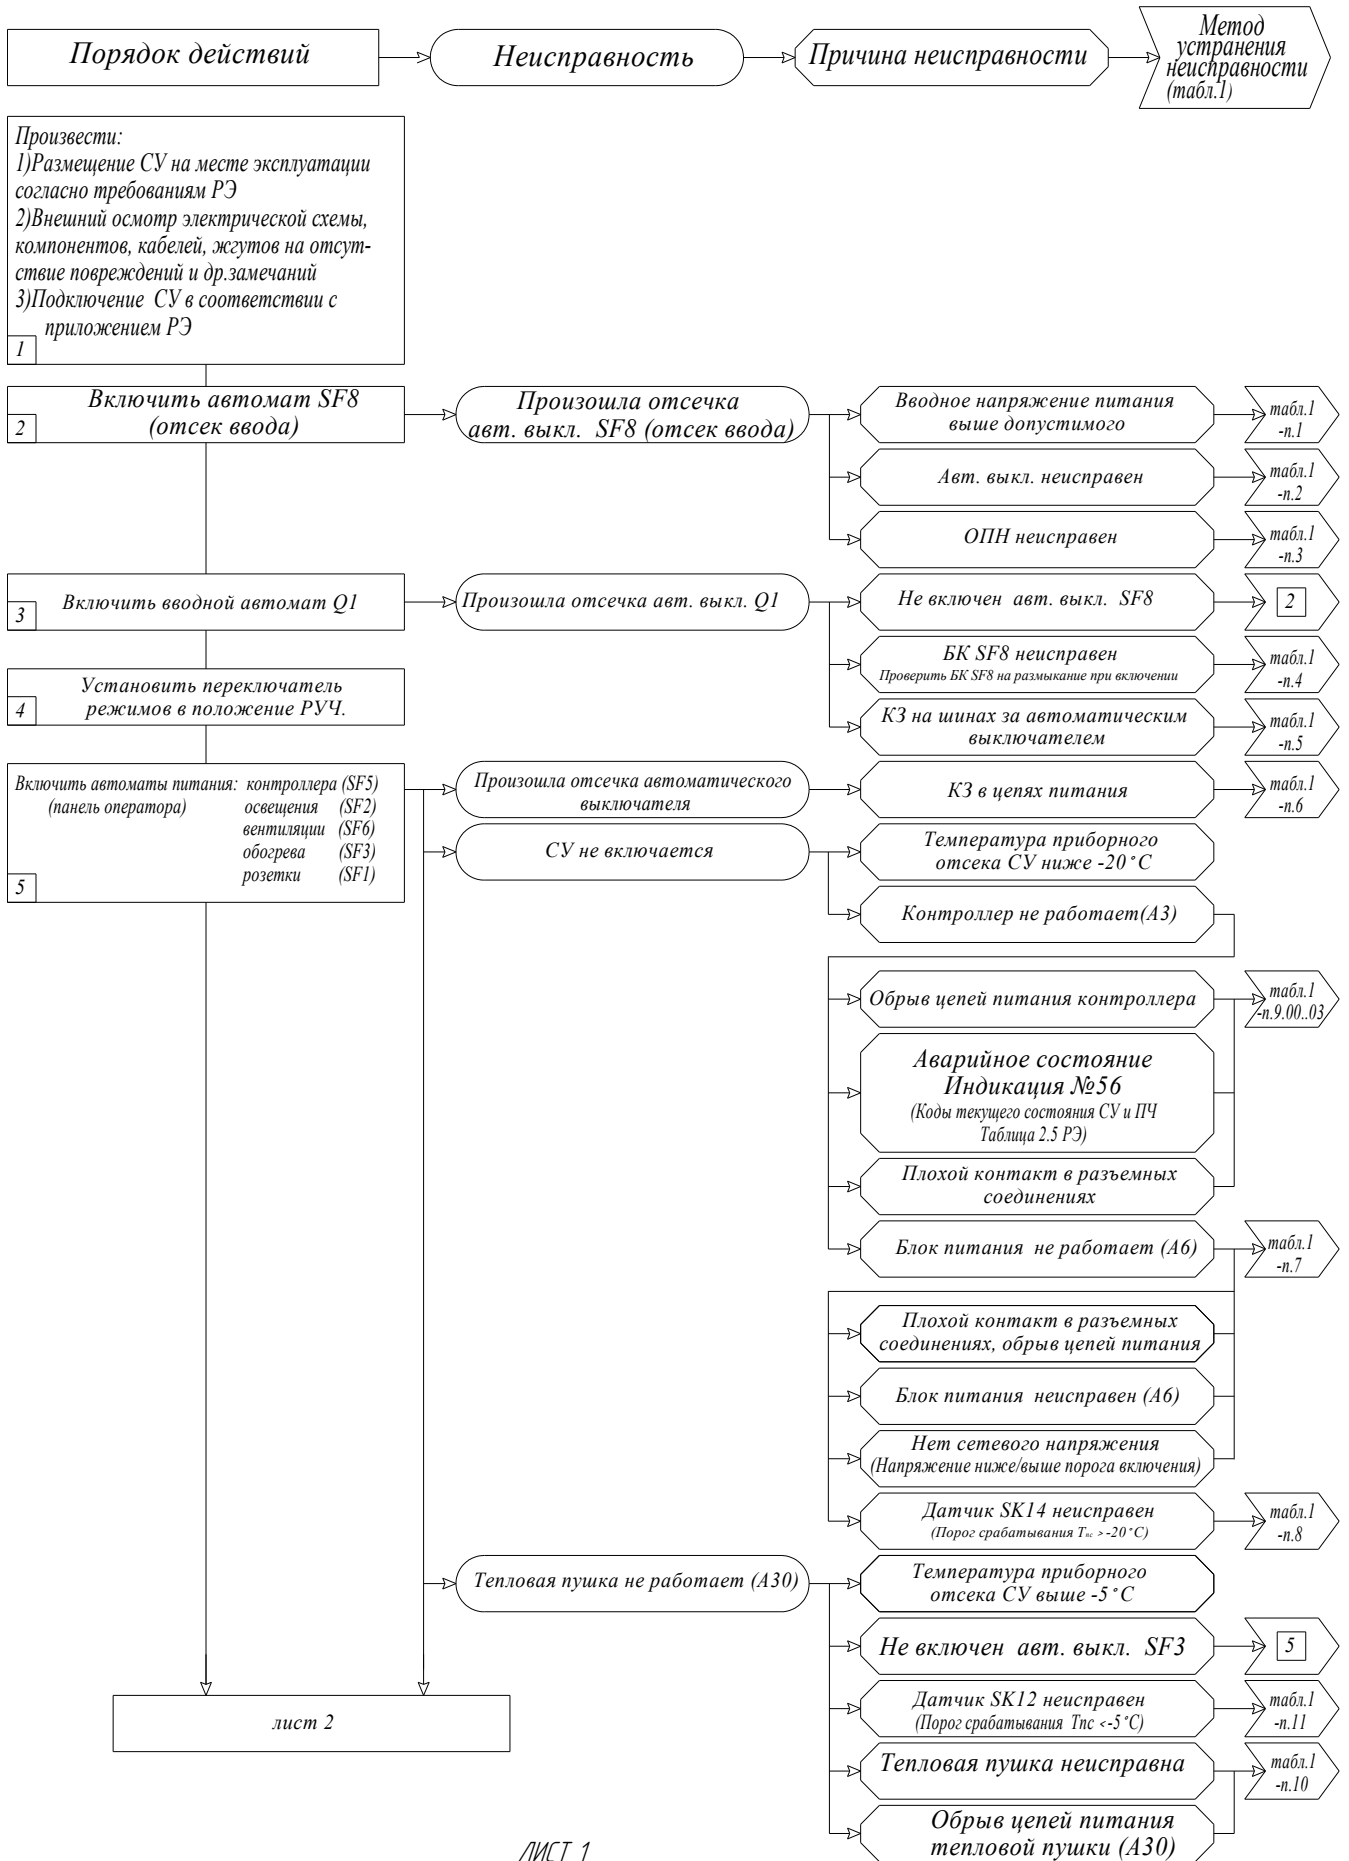 Порядок действий
Неисправность
Причина неисправности
Метод
устранения
неисправности
(табл.1)
Произвести:
1)Размещение СУ на месте эксплуатации
согласно требованиям РЭ
2)Внешний осмотр электрической схемы,
компонентов, кабелей, жгутов на отсут-
ствие повреждений и др.замечаний
3)Подключение СУ в соответствии с
приложением РЭ
1
Включить автомат SF8
(отсек ввода)
2
Произошла отсечка
авт. выкл. SF8 (отсек ввода)
Вводное напряжение питания
выше допустимого
табл.1
-п.1
Авт. выкл. неисправен
табл.1
-п.2
ОПН неисправен
табл.1
-п.3
Включить вводной автомат Q1
3
Произошла отсечка авт. выкл. Q1
Не включен авт. выкл. SF8
2
БК SF8 неисправен
Проверить БК SF8 на размыкание при включении
табл.1
-п.4
Установить переключатель
режимов в положение РУЧ.
4
КЗ на шинах за автоматическим
выключателем
табл.1
-п.5
Включить автоматы питания: контроллера (SF5)
(панель оператора) освещения (SF2)
вентиляции (SF6)
обогрева (SF3)
розетки (SF1)
5
Произошла отсечка автоматического
выключателя
КЗ в цепях питания
табл.1
-п.6
СУ не включается
Температура приборного
отсека СУ ниже -20°С
Контроллер не работает(А3)
Обрыв цепей питания контроллера
табл.1
-п.9.00..03
Аварийное состояние
Индикация №56
(Коды текущего состояния СУ и ПЧ
Таблица 2.5 РЭ)
Плохой контакт в разъемных
соединениях
Блок питания не работает (А6)
табл.1
-п.7
Плохой контакт в разъемных
соединениях, обрыв цепей питания
Блок питания неисправен (А6)
Нет сетевого напряжения
(Напряжение ниже/выше порога включения)
Датчик SK14 неисправен
(Порог срабатывания Тпс >-20°С)
табл.1
-п.8
Тепловая пушка не работает (А30)
Температура приборного
отсека СУ выше -5°С
Не включен авт. выкл. SF3
5
Датчик SK12 неисправен
(Порог срабатывания Тпс <-5°С)
табл.1
-п.11
лист 2
Тепловая пушка неисправна
табл.1
-п.10
Обрыв цепей питания
тепловой пушки (А30)
ЛИСТ 1